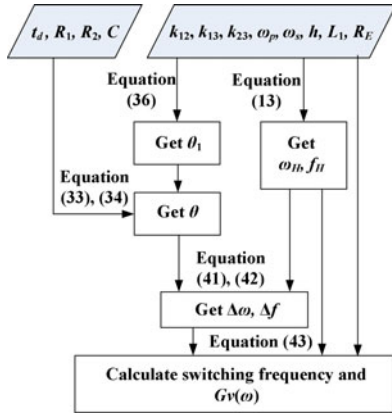 t_d, R_1, R_2, C
k_12, k_13, k_23, ω_p, ω_s, h, L_1, R_E
Equation
(36)
Equation
(13)
Get θ_1
Get
ω_H, f_H
Equation
(33), (34)
Get θ
Equation
(41), (42)
Get Δω, Δf
Equation (43)
Calculate switching frequency and
Gv(ω)